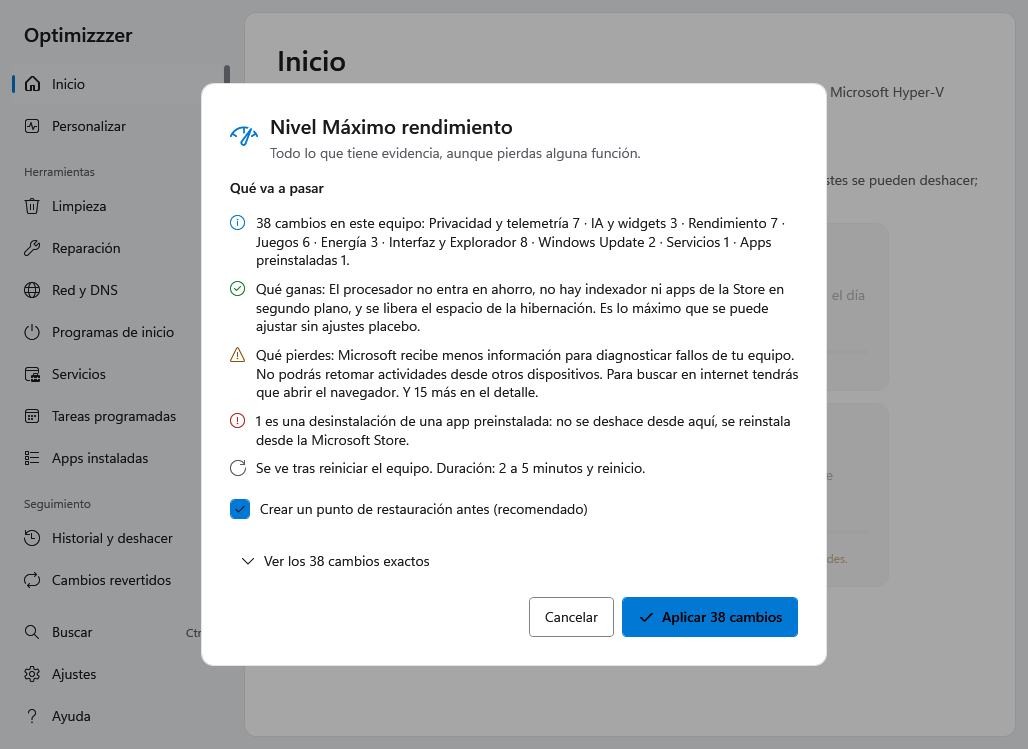 Optimizzzer
Inicio
Personalizar
Herramientas
Limpieza
Reparación
Red y DNS
Programas de inicio
Servicios
Tareas programadas
Apps instaladas
Seguimiento
Historial y deshacer
Cambios revertidos
Buscar
Ajustes
Ayuda
Inicio
Microsoft Hyper-V
se pueden deshacer;
el día
Nivel Máximo rendimiento
Todo lo que tiene evidencia, aunque pierdas alguna función.
Qué va a pasar
38 cambios en este equipo: Privacidad y telemetría 7 · IA y widgets 3 · Rendimiento 7 ·
Juegos 6 · Energía 3 · Interfaz y Explorador 8 · Windows Update 2 · Servicios 1 · Apps
preinstaladas 1.
Qué ganas: El procesador no entra en ahorro, no hay indexador ni apps de la Store en
segundo plano, y se libera el espacio de la hibernación. Es lo máximo que se puede
ajustar sin ajustes placebo.
Qué pierdes: Microsoft recibe menos información para diagnosticar fallos de tu equipo.
No podrás retomar actividades desde otros dispositivos. Para buscar en internet tendrás
que abrir el navegador. Y 15 más en el detalle.
1 es una desinstalación de una app preinstalada: no se deshace desde aquí, se reinstala
desde la Microsoft Store.
Se ve tras reiniciar el equipo. Duración: 2 a 5 minutos y reinicio.
Crear un punto de restauración antes (recomendado)
Ver los 38 cambios exactos
Cancelar
Aplicar 38 cambios